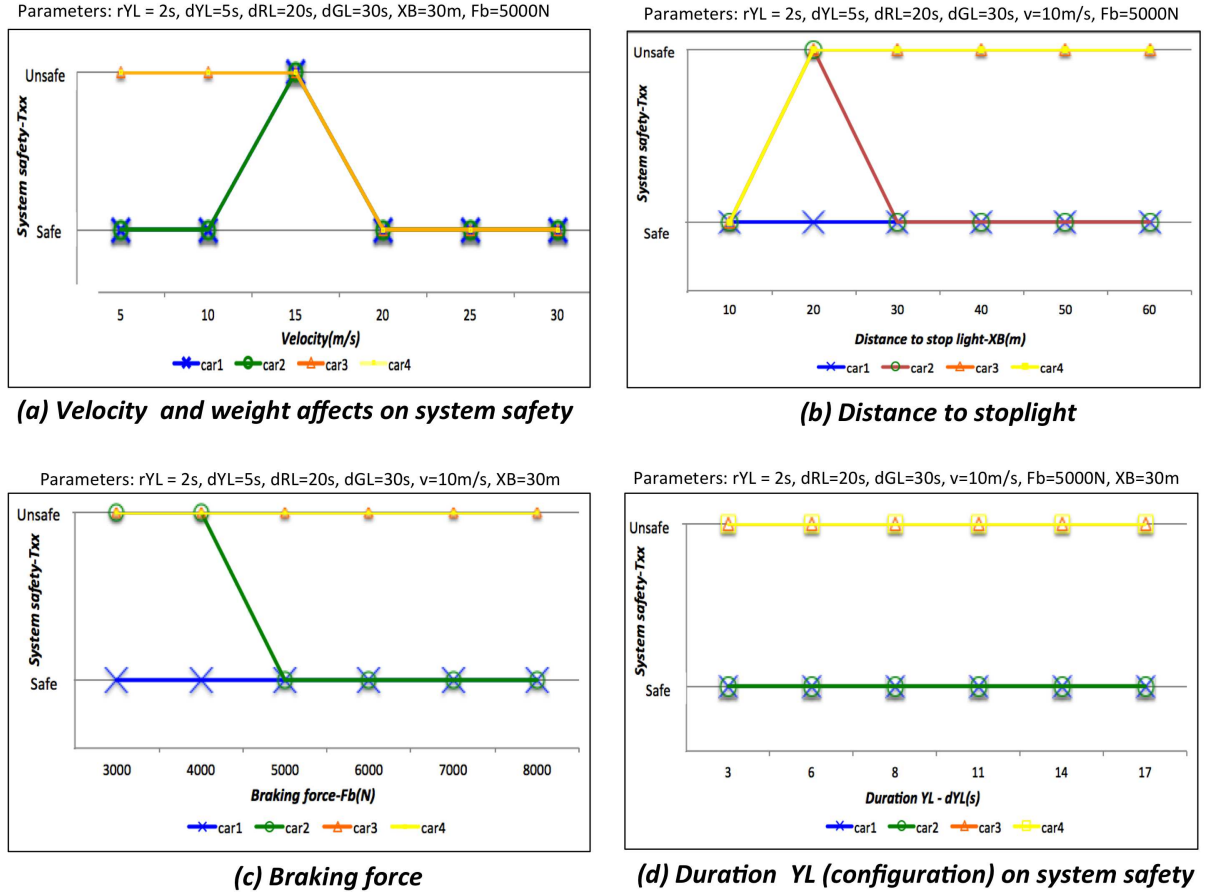 Parameters: rYL = 2s, dYL=5s, dRL=20s, dGL=30s, XB=30m, Fb=5000N
Unsafe
System safety-Txx
Safe
5 10 15 20 25 30
Velocity(m/s)
car1 car2 car3 car4
(a) Velocity and weight affects on system safety
Parameters: rYL = 2s, dYL=5s, dRL=20s, dGL=30s, v=10m/s, Fb=5000N
Unsafe
System safety-Txx
Safe
10 20 30 40 50 60
Distance to stop light-XB(m)
car1 car2 car3 car4
(b) Distance to stoplight
Parameters: rYL = 2s, dYL=5s, dRL=20s, dGL=30s, v=10m/s, XB=30m
Unsafe
System safety-Txx
Safe
3000 4000 5000 6000 7000 8000
Braking force-Fb(N)
car1 car2 car3 car4
(c) Braking force
Parameters: rYL = 2s, dRL=20s, dGL=30s, v=10m/s, Fb=5000N, XB=30m
Unsafe
System safety-Txx
Safe
3 6 8 11 14 17
Duration YL - dYL(s)
car1 car2 car3 car4
(d) Duration YL (configuration) on system safety